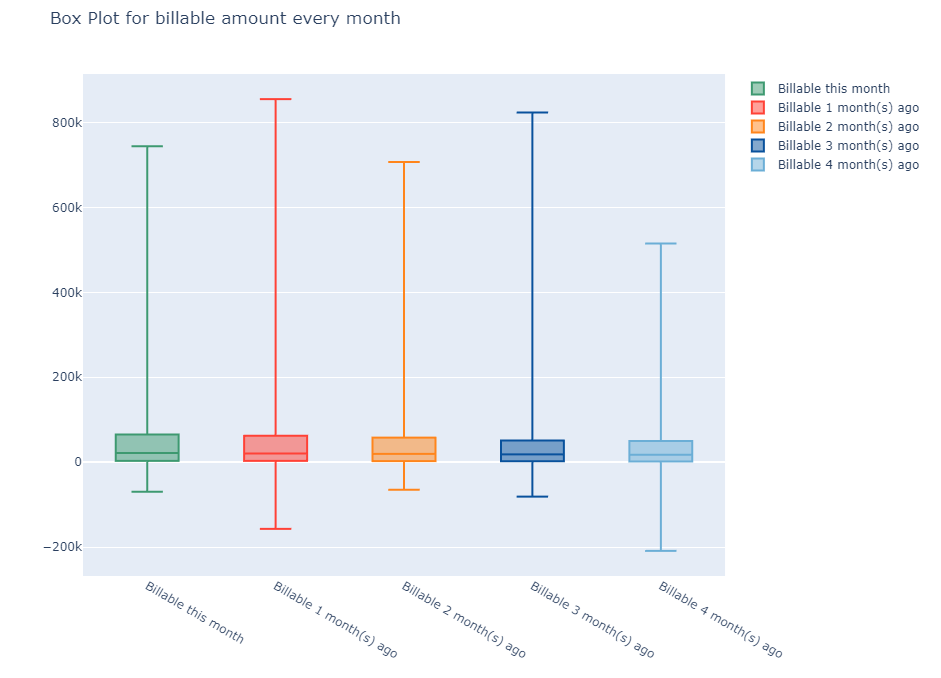 Box Plot for billable amount every month
Billable this month
Billable 1 month(s) ago
Billable 2 month(s) ago
Billable 3 month(s) ago
Billable 4 month(s) ago
800k
600k
400k
200k
0
−200k
Billable this month
Billable 1 month(s) ago
Billable 2 month(s) ago
Billable 3 month(s) ago
Billable 4 month(s) ago